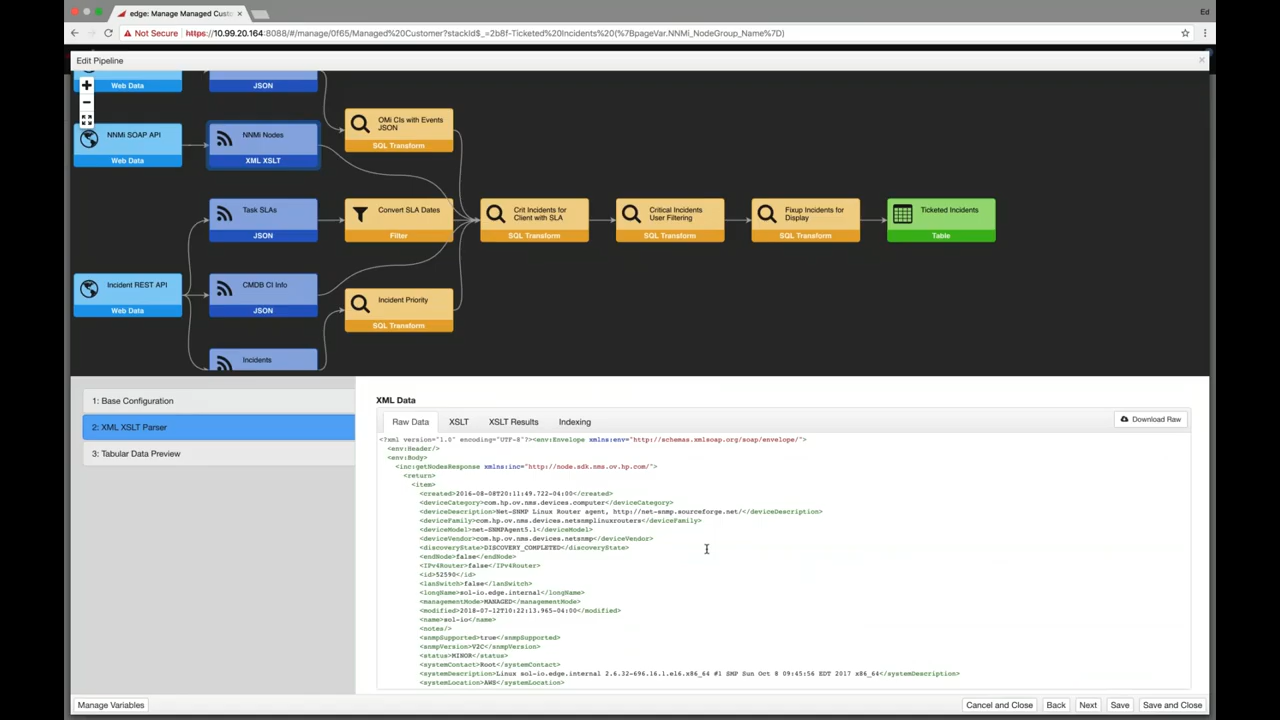 edge: Manage Managed Custo
Ed
Not Secure https://10.99.20.164:8088/#/manage/0f65/Managed%20Customer?stackId$_=2b8f-Ticketed%20Incidents(%7BpageVar.NNMi_NodeGroup_Name%7D)
Edit Pipeline
Web Data
JSON
NNMi SOAP API
Web Data
NNMi Nodes
XML XSLT
OMi CIs with Events
JSON
SQL Transform
Task SLAs
JSON
Convert SLA Dates
Filter
Crit Incidents for
Client with SLA
SQL Transform
Critical Incidents
User Filtering
SQL Transform
Fixup Incidents for
Display
SQL Transform
Ticketed Incidents
Table
Incident REST API
Web Data
CMDB CI Info
JSON
Incident Priority
SQL Transform
Incidents
1: Base Configuration
2: XML XSLT Parser
3: Tabular Data Preview
XML Data
Raw Data XSLT XSLT Results Indexing
Download Raw
<?xml version="1.0" encoding="UTF-8"?><env:Envelope xmlns:env="http://schemas.xmlsoap.org/soap/envelope/">
<env:Header/>
<env:Body>
<inc:getNodesResponse xmlns:inc="http://node.sdk.nms.ov.hp.com/">
<return>
<item>
<created>2016-08-08T20:11:49.722-04:00</created>
<deviceCategory>com.hp.ov.nms.devices.computer</deviceCategory>
<deviceDescription>Net-SNMP Linux Router agent, http://net-snmp.sourceforge.net/</deviceDescription>
<deviceFamily>com.hp.ov.nms.devices.netsnmplinuxrouters</deviceFamily>
<deviceModel>net-SNMPAgent5.1</deviceModel>
<deviceVendor>com.hp.ov.nms.devices.netsnmp</deviceVendor>
<discoveryState>DISCOVERY_COMPLETED</discoveryState>
<endNode>false</endNode>
<IPv4Router>false</IPv4Router>
<id>52590</id>
<lanSwitch>false</lanSwitch>
<longName>sol-io.edge.internal</longName>
<managementMode>MANAGED</managementMode>
<modified>2018-07-12T10:22:13.965-04:00</modified>
<name>sol-io</name>
<notes/>
<snmpSupported>true</snmpSupported>
<snmpVersion>V2C</snmpVersion>
<status>MINOR</status>
<systemContact>Root</systemContact>
<systemDescription>Linux sol-io.edge.internal 2.6.32-696.16.1.el6.x86_64 #1 SMP Sun Oct 8 09:45:56 EDT 2017 x86_64</systemDescription>
<systemLocation>AWS</systemLocation>
Manage Variables
Cancel and Close Back Next Save Save and Close